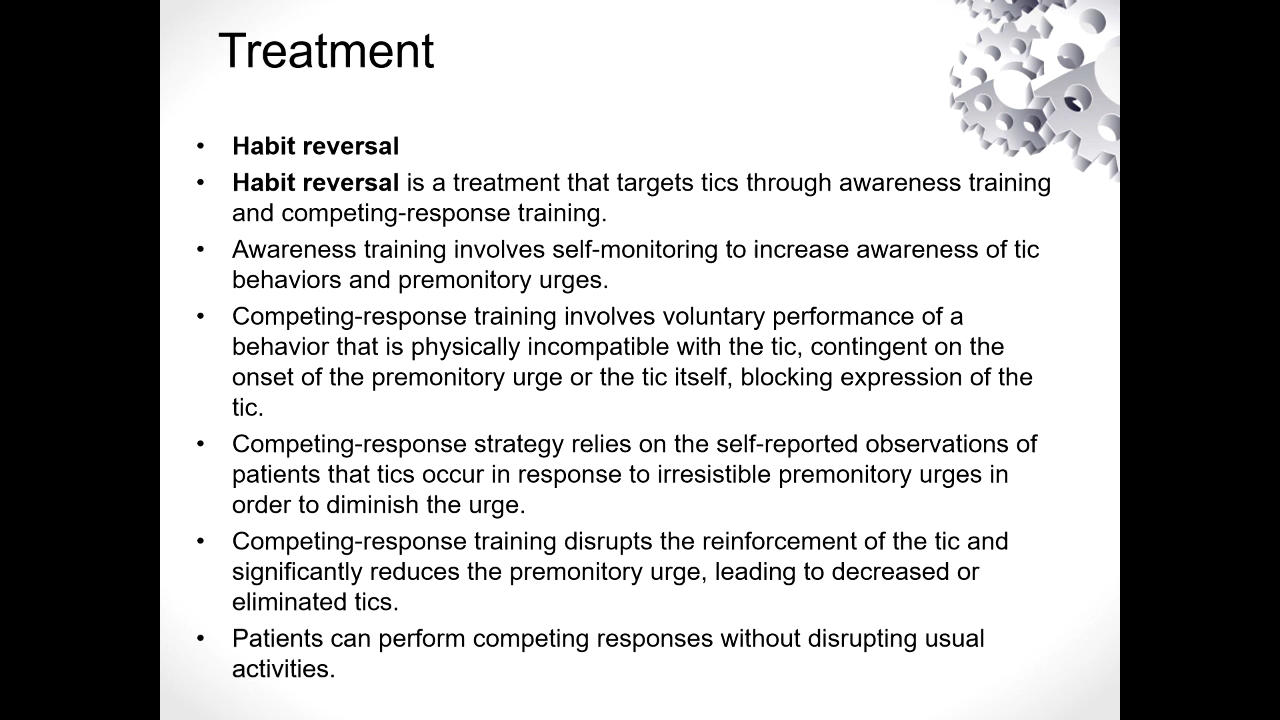 Treatment
• Habit reversal
• Habit reversal is a treatment that targets tics through awareness training
and competing-response training.
• Awareness training involves self-monitoring to increase awareness of tic
behaviors and premonitory urges.
• Competing-response training involves voluntary performance of a
behavior that is physically incompatible with the tic, contingent on the
onset of the premonitory urge or the tic itself, blocking expression of the
tic.
• Competing-response strategy relies on the self-reported observations of
patients that tics occur in response to irresistible premonitory urges in
order to diminish the urge.
• Competing-response training disrupts the reinforcement of the tic and
significantly reduces the premonitory urge, leading to decreased or
eliminated tics.
• Patients can perform competing responses without disrupting usual
activities.